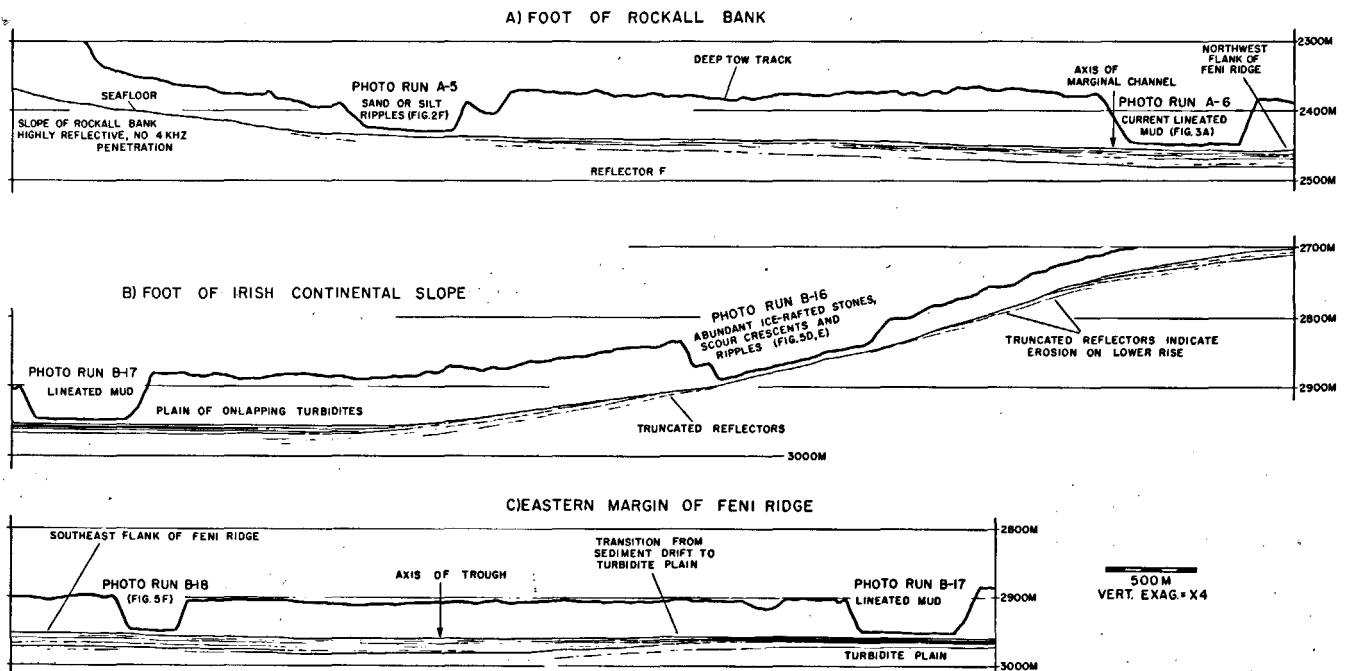 A) FOOT OF ROCKALL BANK
2300M
NORTHWEST
FLANK OF
FENI RIDGE
DEEP TOW TRACK
AXIS OF
MARGINAL CHANNEL
PHOTO RUN A-5
SAND OR SILT
RIPPLES (FIG.2F)
SEAFLOOR
PHOTO RUN A-6
CURRENT LINEATED
MUD (FIG.3A)
2400M
SLOPE OF ROCKALL BANK
HIGHLY REFLECTIVE, NO 4 KHZ
PENETRATION
REFLECTOR F
2500M
2700M
B) FOOT OF IRISH CONTINENTAL SLOPE
PHOTO RUN B-16
ABUNDANT ICE-RAFTED STONES,
SCOUR CRESCENTS AND
RIPPLES (FIG.5D,E)
2800M
TRUNCATED REFLECTORS INDICATE
EROSION ON LOWER RISE
PHOTO RUN B-17
LINEATED MUD
2900M
PLAIN OF ONLAPPING TURBIDITES
TRUNCATED REFLECTORS
3000M
C) EASTERN MARGIN OF FENI RIDGE
2800M
SOUTHEAST FLANK OF FENI RIDGE
TRANSITION FROM
SEDIMENT DRIFT TO
TURBIDITE PLAIN
PHOTO RUN B-18
(FIG.5F)
AXIS OF TROUGH
PHOTO RUN B-17
LINEATED MUD
2900M
500M
VERT. EXAG.= X4
TURBIDITE PLAIN
3000M